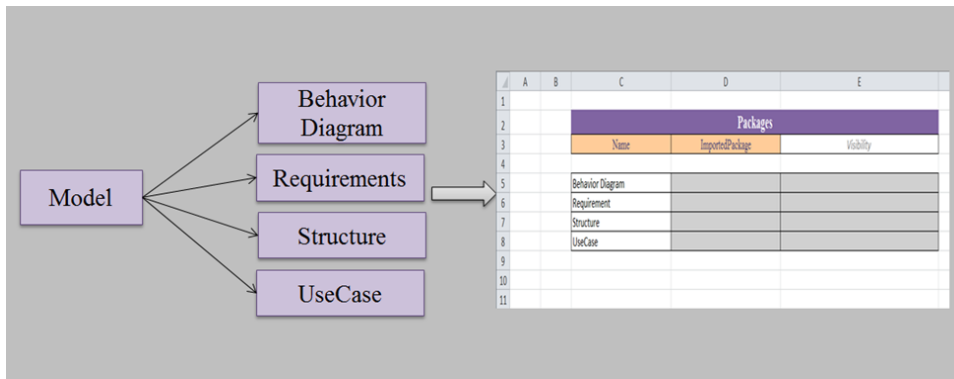 Model
Behavior
Diagram
Requirements
Structure
UseCase
A B C D E
1
2 Packages
3 Name ImportedPackage Visibility
4
5 Behavior Diagram
6 Requirement
7 Structure
8 UseCase
9
10
11